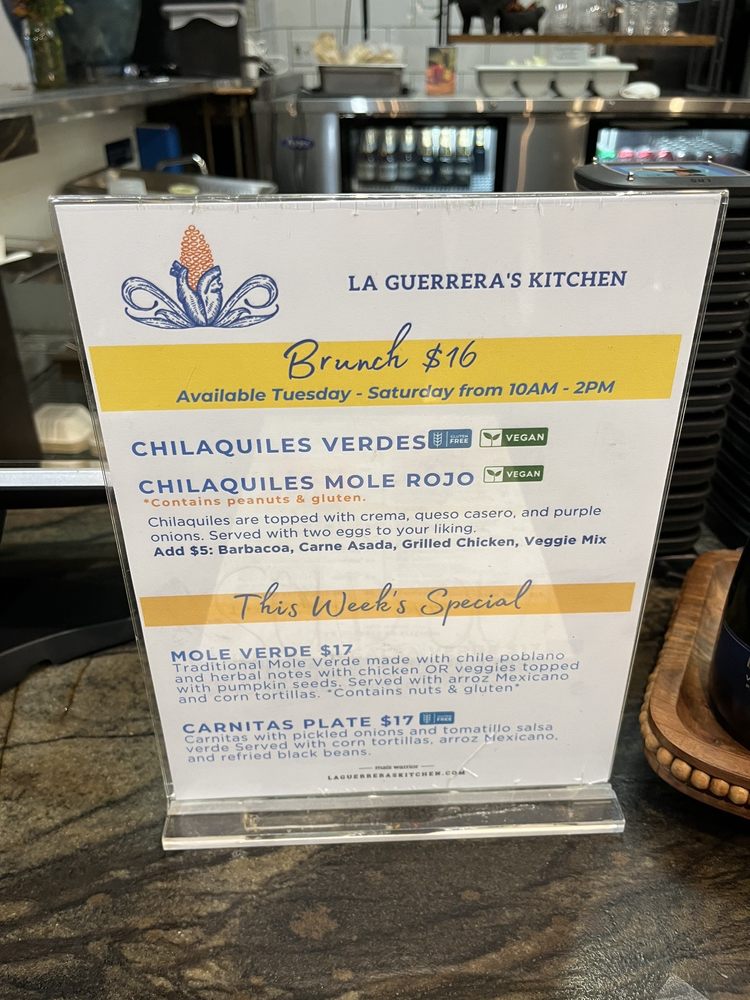 LA GUERRERA'S KITCHEN
Brunch $16
Available Tuesday - Saturday from 10AM - 2PM
CHILAQUILES VERDES GLUTEN FREE VEGAN
CHILAQUILES MOLE ROJO VEGAN
*Contains peanuts & gluten.
Chilaquiles are topped with crema, queso casero, and purple
onions. Served with two eggs to your liking.
Add $5: Barbacoa, Carne Asada, Grilled Chicken, Veggie Mix
This Week's Special
MOLE VERDE $17
Traditional Mole Verde made with chile poblano
and herbal notes with chicken OR veggies topped
with pumpkin seeds. Served with arroz Mexicano
and corn tortillas. *Contains nuts & gluten*
CARNITAS PLATE $17 GLUTEN FREE
Carnitas with pickled onions and tomatillo salsa
verde Served with corn tortillas, arroz Mexicano,
and refried black beans.
maíz warrior
LAGUERRERASKITCHEN.COM